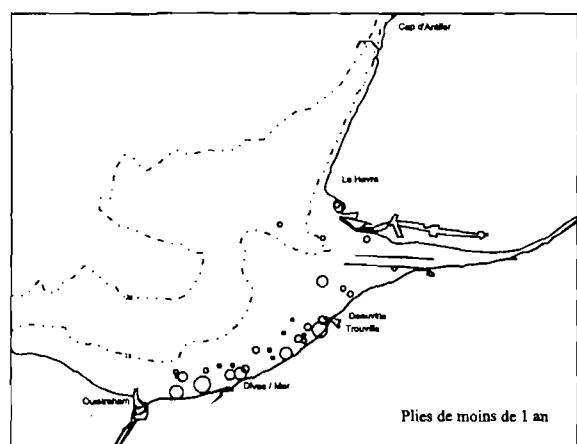 Cap d'Antifer
Le Havre
Deauville
Trouville
Dives / Mer
Ouistreham
Plies de moins de 1 an